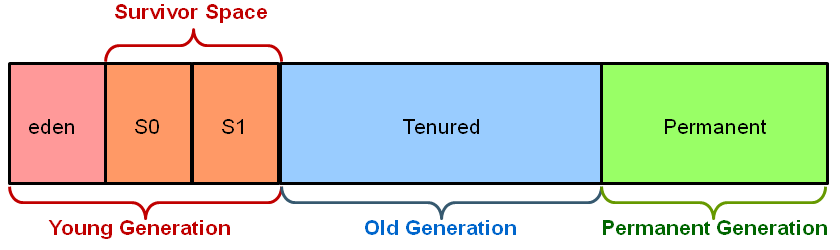 Survivor Space
eden
S0
S1
Tenured
Permanent
Young Generation
Old Generation
Permanent Generation